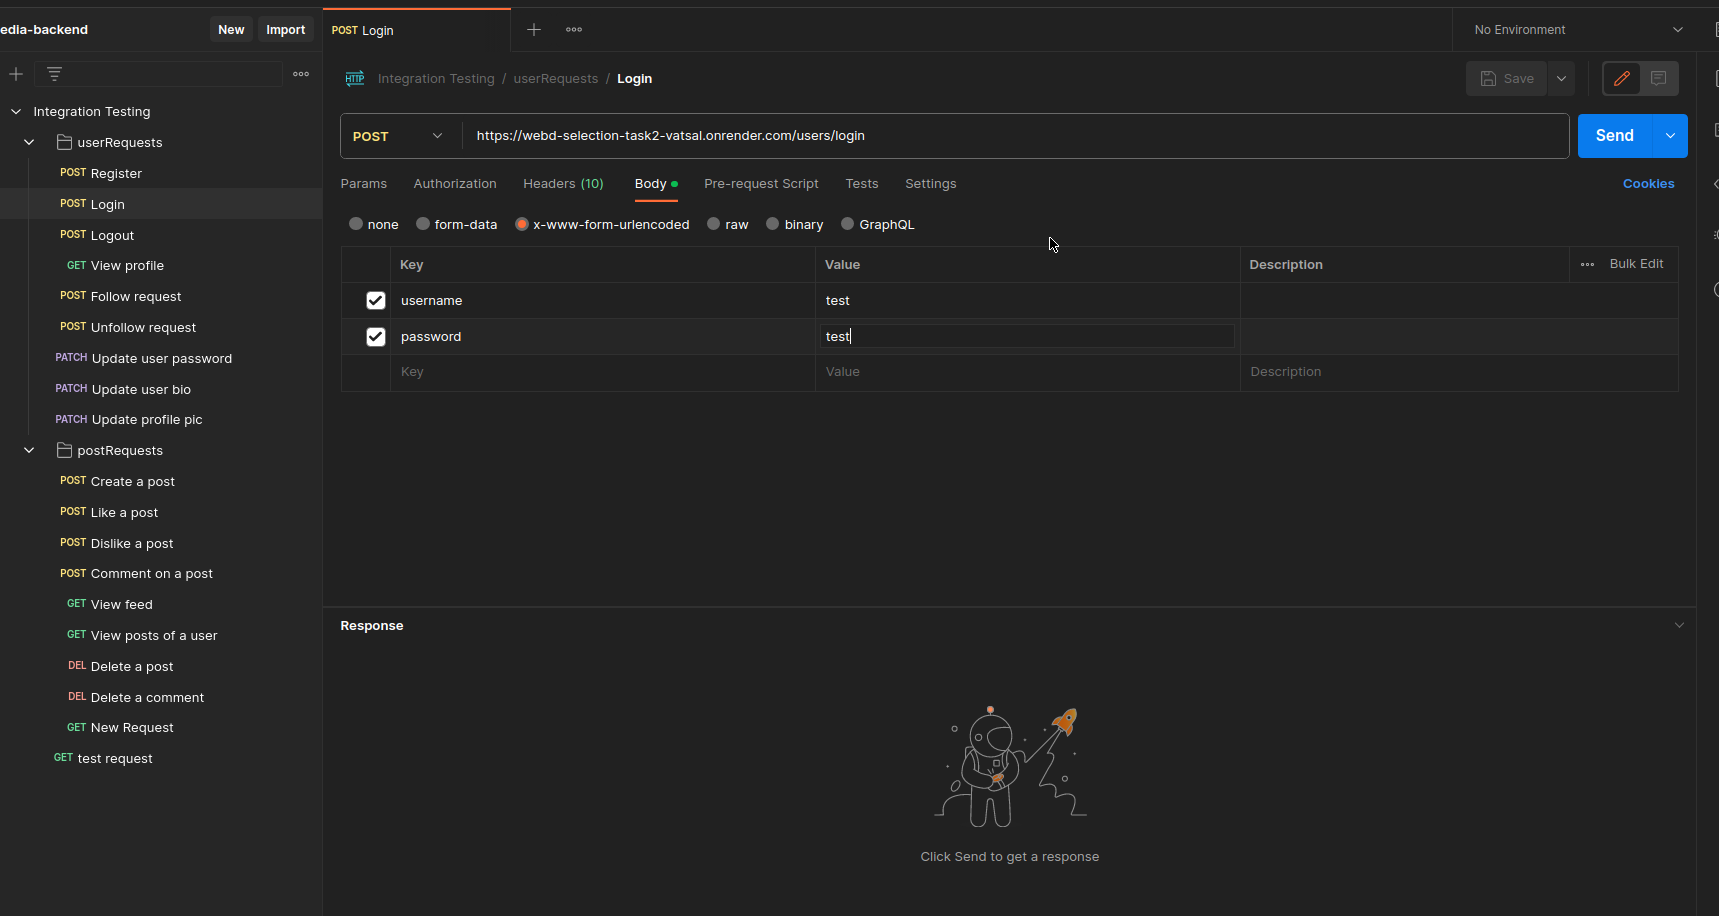 edia-backend New Import
POST Login No Environment
HTTP Integration Testing / userRequests / Login Save
Integration Testing
userRequests
POST Register
POST Login
POST Logout
GET View profile
POST Follow request
POST Unfollow request
PATCH Update user password
PATCH Update user bio
PATCH Update profile pic
postRequests
POST Create a post
POST Like a post
POST Dislike a post
POST Comment on a post
GET View feed
GET View posts of a user
DEL Delete a post
DEL Delete a comment
GET New Request
GET test request
POST https://webd-selection-task2-vatsal.onrender.com/users/login Send
Params Authorization Headers (10) Body Pre-request Script Tests Settings Cookies
none form-data x-www-form-urlencoded raw binary GraphQL
Key Value Description Bulk Edit
username test
password test
Key Value Description
Response
Click Send to get a response